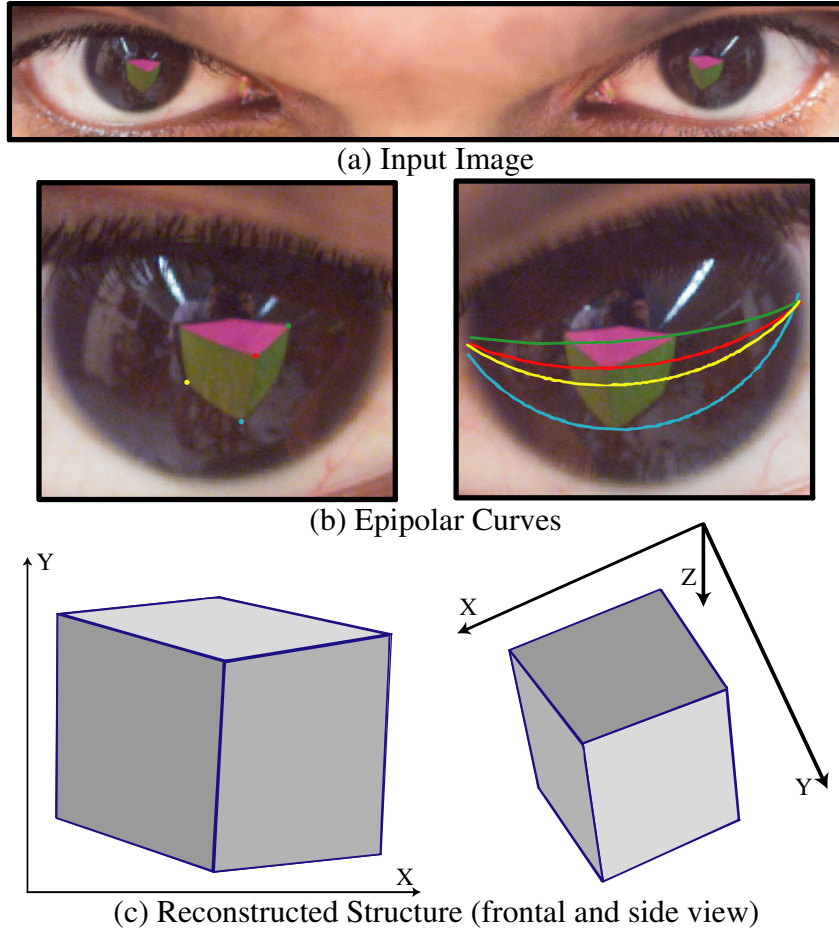 (a) Input Image
(b) Epipolar Curves
Y
X
X
Z
Y
(c) Reconstructed Structure (frontal and side view)